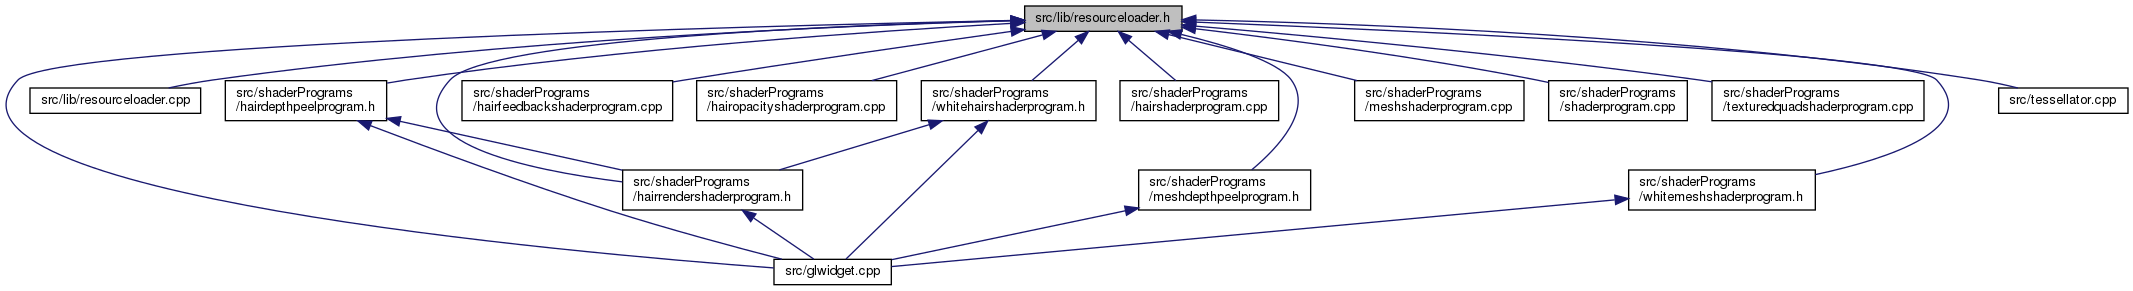 src/lib/resourceloader.h
src/lib/resourceloader.cpp
src/shaderPrograms
/hairdepthpeelprogram.h
src/shaderPrograms
/hairfeedbackshaderprogram.cpp
src/shaderPrograms
/hairopacityshaderprogram.cpp
src/shaderPrograms
/whitehairshaderprogram.h
src/shaderPrograms
/hairshaderprogram.cpp
src/shaderPrograms
/meshshaderprogram.cpp
src/shaderPrograms
/shaderprogram.cpp
src/shaderPrograms
/texturedquadshaderprogram.cpp
src/tessellator.cpp
src/shaderPrograms
/hairrendershaderprogram.h
src/shaderPrograms
/meshdepthpeelprogram.h
src/shaderPrograms
/whitemeshshaderprogram.h
src/glwidget.cpp